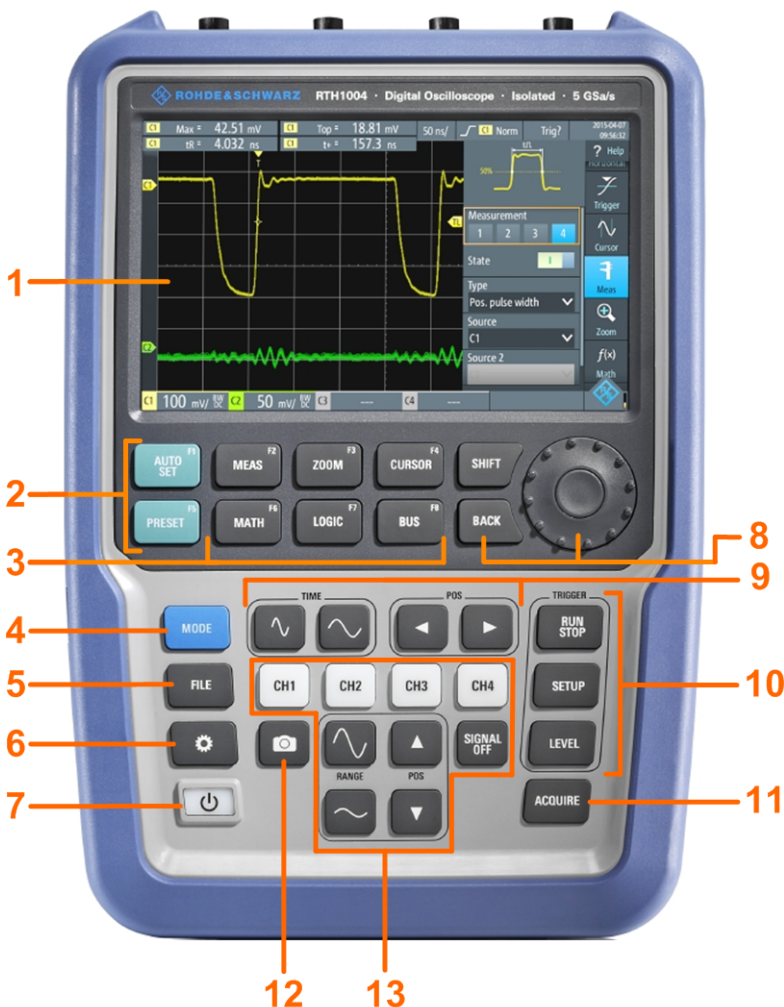 ROHDE&SCHWARZ RTH1004 · Digital Oscilloscope · Isolated · 5 GSa/s
C1 Max = 42.51 mV C1 Top = 18.81 mV 50 ns/ C1 Norm Trig? 2015-04-07
C1 tR = 4.032 ns C1 t+ = 157.3 ns 09:56:32
? Help
Horizontal
50%
C1
TL
C2
Measurement
1 2 3 4
State
I
Type
Pos. pulse width
Source
C1
Source 2
Trigger
Cursor
Meas
Zoom
f(x)
Math
C1 100 mV/ BW DC C2 50 mV/ BW DC C3 --- C4 ---
1
AUTO SET F1 MEAS F2 ZOOM F3 CURSOR F4 SHIFT
PRESET F5 MATH F6 LOGIC F7 BUS F8 BACK
2
3
8
9
TIME POS TRIGGER
4 MODE RUN STOP
5 FILE CH1 CH2 CH3 CH4 SETUP 10
6 SIGNAL OFF LEVEL
RANGE POS
7 ACQUIRE 11
12 13